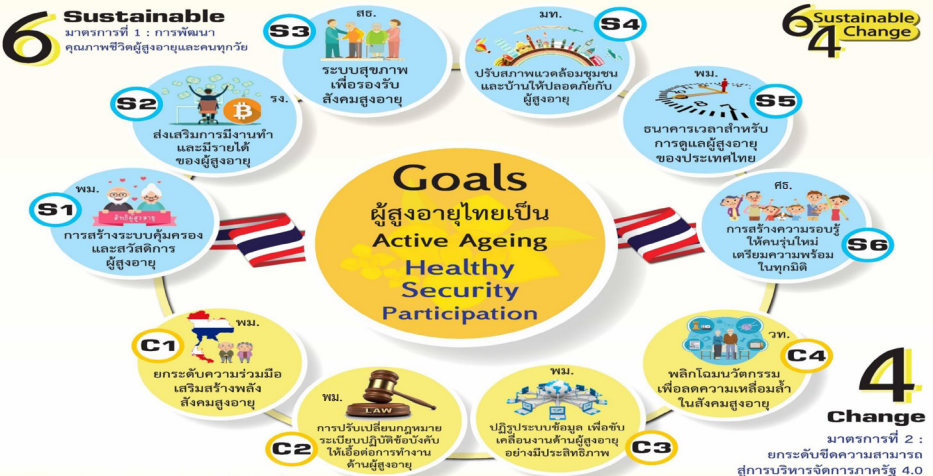 6 Sustainable
มาตรการที่ 1 : การพัฒนา
คุณภาพชีวิตผู้สูงอายุและคนทุกวัย
6 Sustainable
4 Change
S1
พม.
การสร้างระบบคุ้มครอง
และสวัสดิการ
ผู้สูงอายุ
S2
รง.
ส่งเสริมการมีงานทำ
และมีรายได้
ของผู้สูงอายุ
S3
สธ.
ระบบสุขภาพ
เพื่อรองรับ
สังคมสูงอายุ
S4
มท.
ปรับสภาพแวดล้อมชุมชน
และบ้านให้ปลอดภัยกับ
ผู้สูงอายุ
S5
พม.
ธนาคารเวลาสำหรับ
การดูแลผู้สูงอายุ
ของประเทศไทย
S6
ศธ.
การสร้างความรอบรู้
ให้คนรุ่นใหม่
เตรียมความพร้อม
ในทุกมิติ
Goals
ผู้สูงอายุไทยเป็น
Active Ageing
Healthy
Security
Participation
C1
พม.
ยกระดับความร่วมมือ
เสริมสร้างพลัง
สังคมสูงอายุ
C2
พม.
LAW
การปรับเปลี่ยนกฎหมาย
ระเบียบปฏิบัติข้อบังคับ
ให้เอื้อต่อการทำงาน
ด้านผู้สูงอายุ
C3
พม.
ปฏิรูประบบข้อมูล เพื่อขับ
เคลื่อนงานด้านผู้สูงอายุ
อย่างมีประสิทธิภาพ
C4
วท.
พลิกโฉมนวัตกรรม
เพื่อลดความเหลื่อมล้ำ
ในสังคมสูงอายุ
4
Change
มาตรการที่ 2 :
ยกระดับขีดความสามารถ
สู่การบริหารจัดการภาครัฐ 4.0